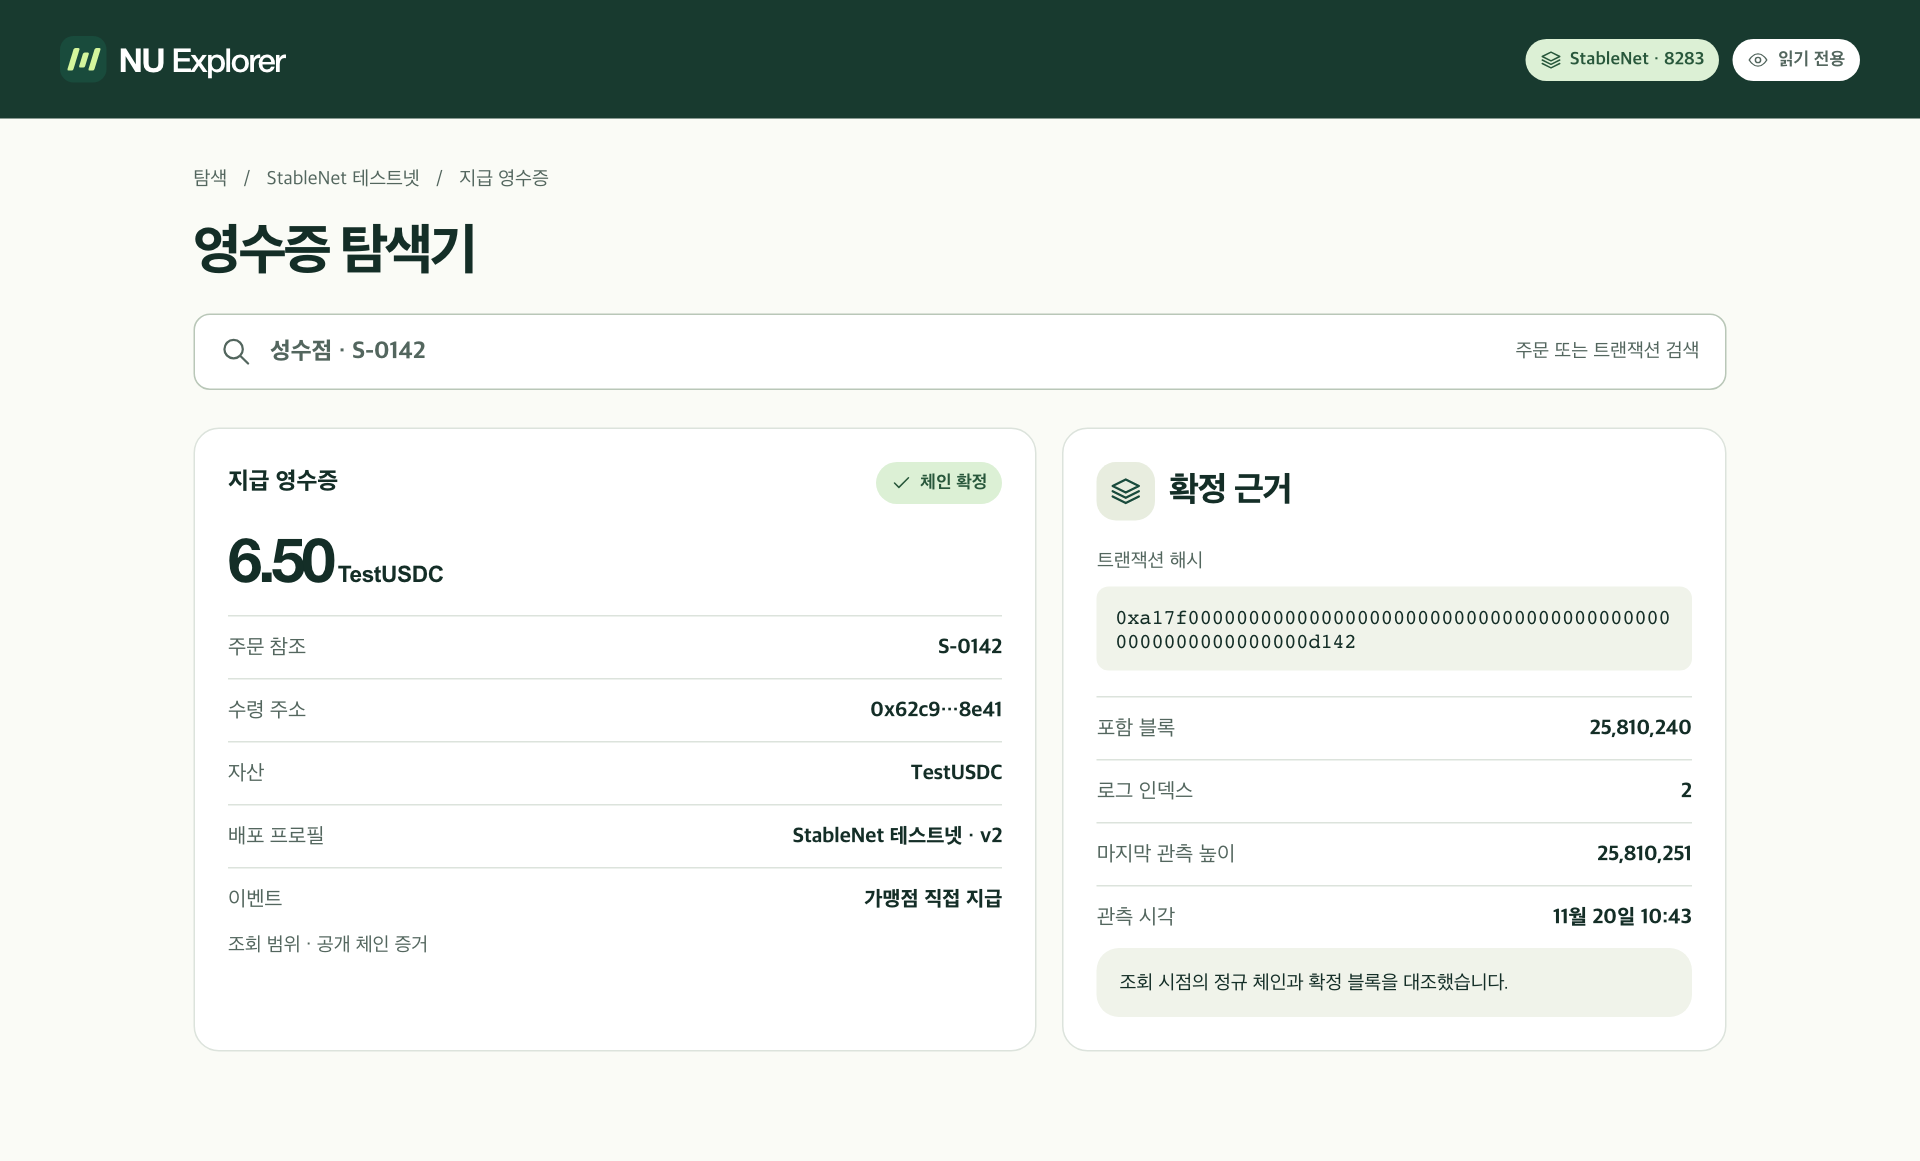 NU Explorer
StableNet · 8283
읽기 전용
탐색 / StableNet 테스트넷 / 지급 영수증
영수증 탐색기
성수점 · S-0142
주문 또는 트랜잭션 검색
지급 영수증
체인 확정
6.50 TestUSDC
주문 참조 S-0142
수령 주소 0x62c9···8e41
자산 TestUSDC
배포 프로필 StableNet 테스트넷 · v2
이벤트 가맹점 직접 지급
조회 범위 · 공개 체인 증거
확정 근거
트랜잭션 해시
0xa17f0000000000000000000000000000000000000000
0000000000000000d142
포함 블록 25,810,240
로그 인덱스 2
마지막 관측 높이 25,810,251
관측 시각 11월 20일 10:43
조회 시점의 정규 체인과 확정 블록을 대조했습니다.